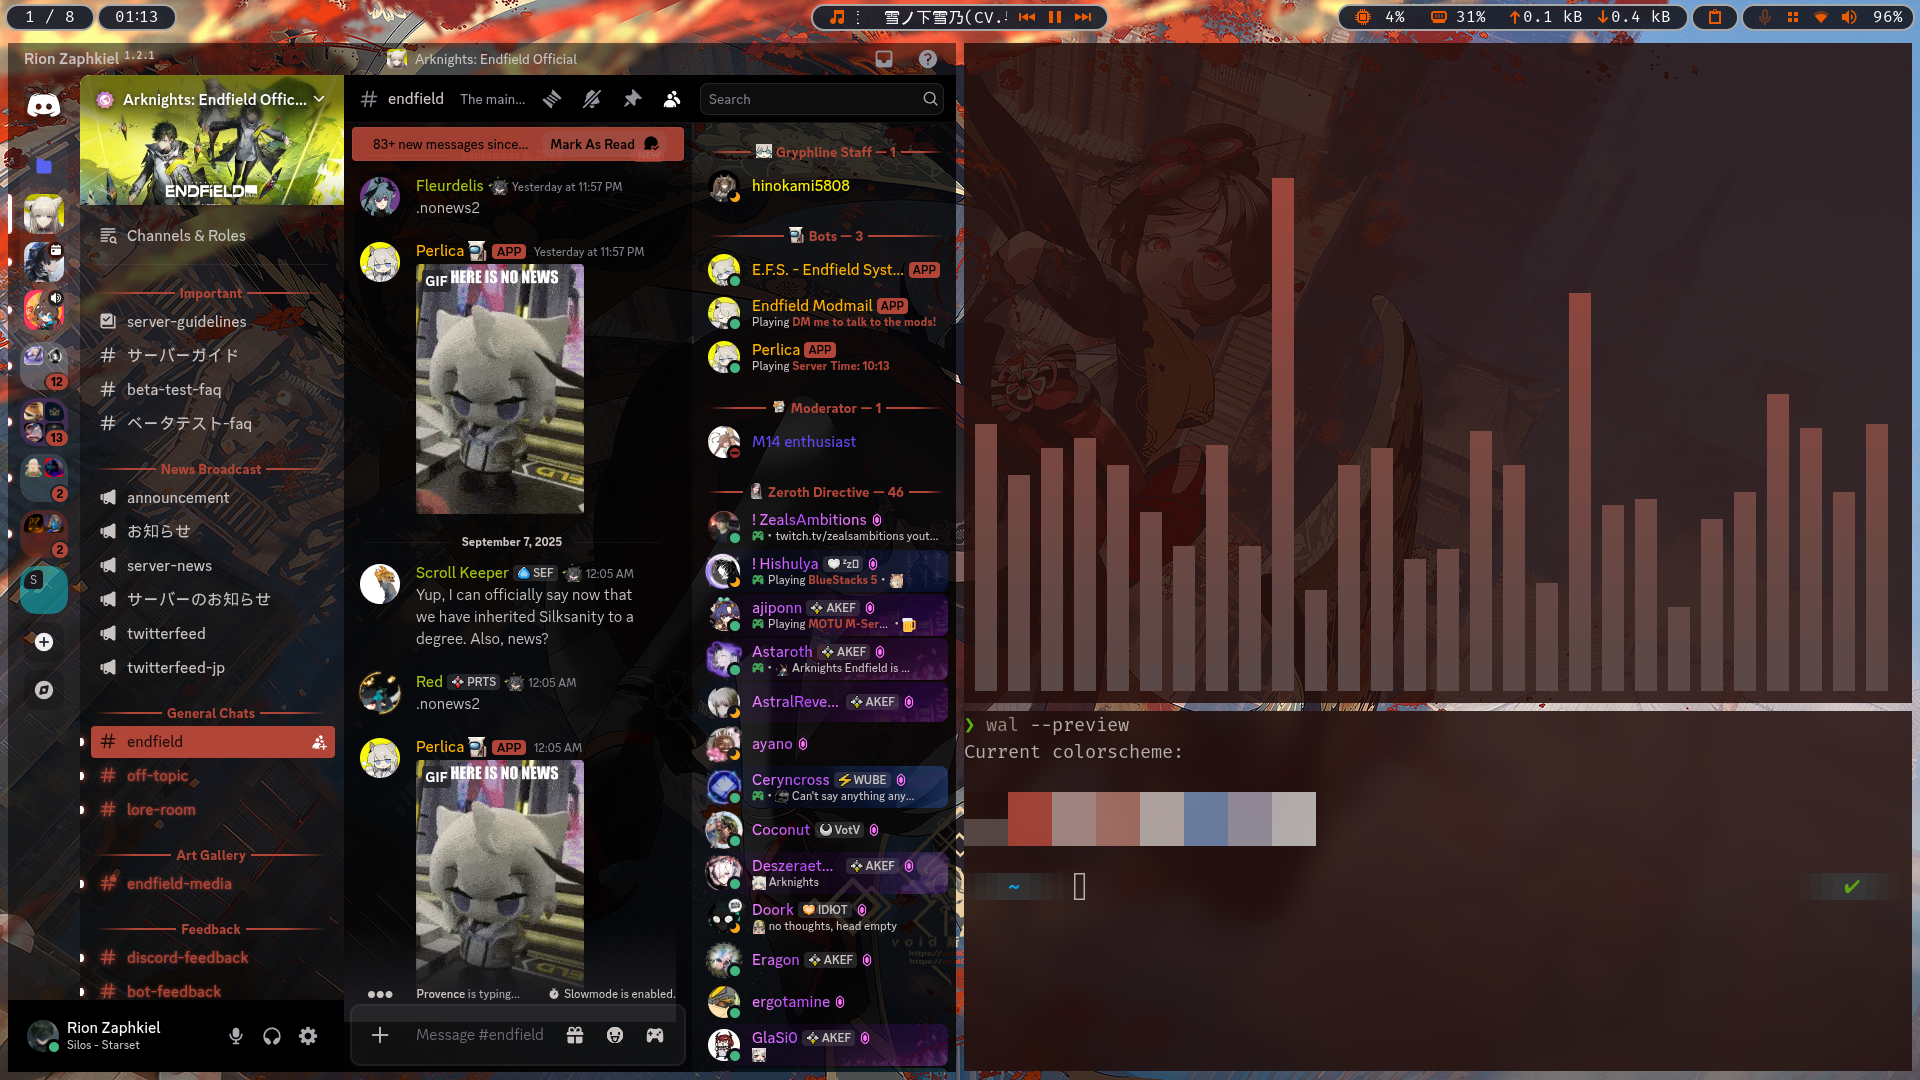 1 / 8
01:13
雪ノ下雪乃(CV.
4%
31%
0.1 kB
0.4 kB
96%
Rion Zaphkiel 1.2.1
Arknights: Endfield Official
Arknights: Endfield Offic...
ENDFIELD
Channels & Roles
Important
server-guidelines
サーバーガイド
beta-test-faq
ベータテスト-faq
News Broadcast
announcement
お知らせ
server-news
サーバーのお知らせ
twitterfeed
twitterfeed-jp
General Chats
endfield
off-topic
lore-room
Art Gallery
endfield-media
Feedback
discord-feedback
bot-feedback
12
13
2
2
S
Rion Zaphkiel
Silos - Starset
endfield
The main...
Search
83+ new messages since...
Mark As Read
Fleurdelis Yesterday at 11:57 PM
.nonews2
Perlica APP Yesterday at 11:57 PM
GIF HERE IS NO NEWS
September 7, 2025
Scroll Keeper SEF 12:05 AM
Yup, I can officially say now that
we have inherited Silksanity to a
degree. Also, news?
Red PRTS 12:05 AM
.nonews2
Perlica APP 12:05 AM
GIF HERE IS NO NEWS
Provence is typing...
Slowmode is enabled.
Message #endfield
Gryphline Staff — 1
hinokami5808
Bots — 3
E.F.S. - Endfield Syst... APP
Endfield Modmail APP
Playing DM me to talk to the mods!
Perlica APP
Playing Server Time: 10:13
Moderator — 1
M14 enthusiast
Zeroth Directive — 46
! ZealsAmbitions
• twitch.tv/zealsambitions yout...
! Hishulya
Playing BlueStacks 5 •
ajiponn AKEF
Playing MOTU M-Ser... •
Astaroth AKEF
• Arknights Endfield is ...
AstralReve... AKEF
ayano
Ceryncross WUBE
• Can't say anything any...
Coconut VotV
Deszeraet... AKEF
Arknights
Doork IDIOT
no thoughts, head empty
Eragon AKEF
ergotamine
GlaSi0 AKEF
void
❯ wal --preview
Current colorscheme:
~
✔